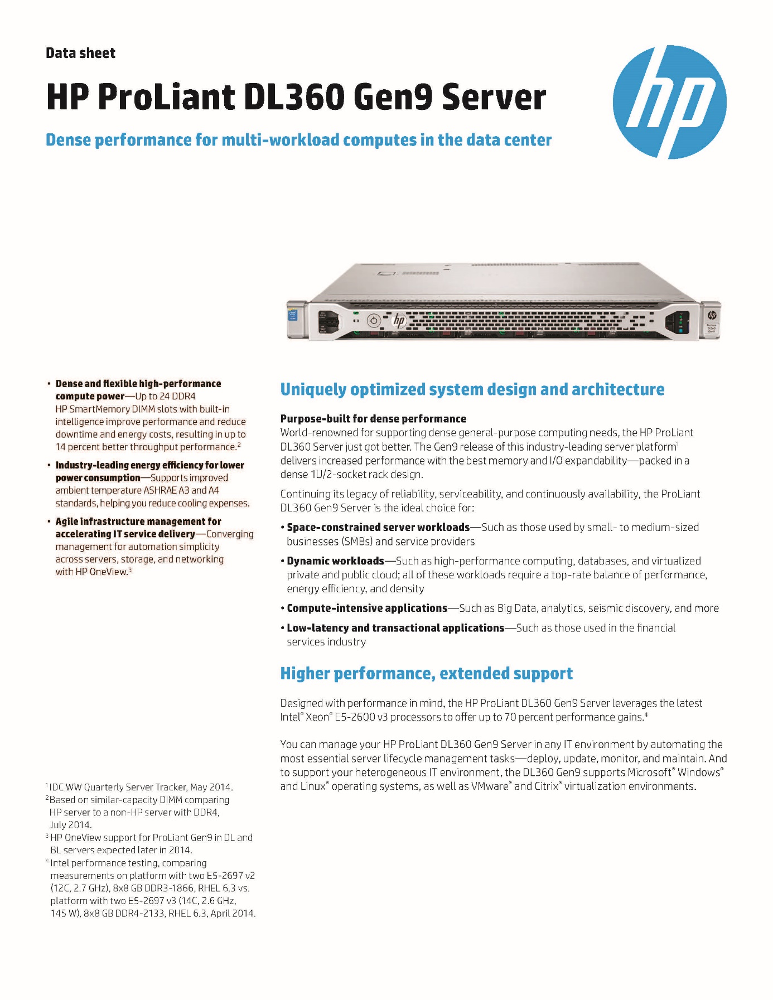 Data sheet
HP ProLiant DL360 Gen9 Server
Dense performance for multi-workload computes in the data center
hp
hp
hp
ProLiant
DL360
Gen9
• Dense and flexible high-performance
compute power—Up to 24 DDR4
HP SmartMemory DIMM slots with built-in
intelligence improve performance and reduce
downtime and energy costs, resulting in up to
14 percent better throughput performance.²
• Industry-leading energy efficiency for lower
power consumption—Supports improved
ambient temperature ASHRAE A3 and A4
standards, helping you reduce cooling expenses.
• Agile infrastructure management for
accelerating IT service delivery—Converging
management for automation simplicity
across servers, storage, and networking
with HP OneView.³
¹ IDC WW Quarterly Server Tracker, May 2014.
² Based on similar-capacity DIMM comparing
HP server to a non-HP server with DDR4,
July 2014.
³ HP OneView support for ProLiant Gen9 in DL and
BL servers expected later in 2014.
⁴ Intel performance testing, comparing
measurements on platform with two E5-2697 v2
(12C, 2.7 GHz), 8x8 GB DDR3-1866, RHEL 6.3 vs.
platform with two E5-2697 v3 (14C, 2.6 GHz,
145 W), 8x8 GB DDR4-2133, RHEL 6.3, April 2014.
Uniquely optimized system design and architecture
Purpose-built for dense performance
World-renowned for supporting dense general-purpose computing needs, the HP ProLiant
DL360 Server just got better. The Gen9 release of this industry-leading server platform¹
delivers increased performance with the best memory and I/O expandability—packed in a
dense 1U/2-socket rack design.
Continuing its legacy of reliability, serviceability, and continuously availability, the ProLiant
DL360 Gen9 Server is the ideal choice for:
• Space-constrained server workloads—Such as those used by small- to medium-sized
businesses (SMBs) and service providers
• Dynamic workloads—Such as high-performance computing, databases, and virtualized
private and public cloud; all of these workloads require a top-rate balance of performance,
energy efficiency, and density
• Compute-intensive applications—Such as Big Data, analytics, seismic discovery, and more
• Low-latency and transactional applications—Such as those used in the financial
services industry
Higher performance, extended support
Designed with performance in mind, the HP ProLiant DL360 Gen9 Server leverages the latest
Intel® Xeon® E5-2600 v3 processors to offer up to 70 percent performance gains.⁴
You can manage your HP ProLiant DL360 Gen9 Server in any IT environment by automating the
most essential server lifecycle management tasks—deploy, update, monitor, and maintain. And
to support your heterogeneous IT environment, the DL360 Gen9 supports Microsoft® Windows®
and Linux® operating systems, as well as VMware® and Citrix® virtualization environments.